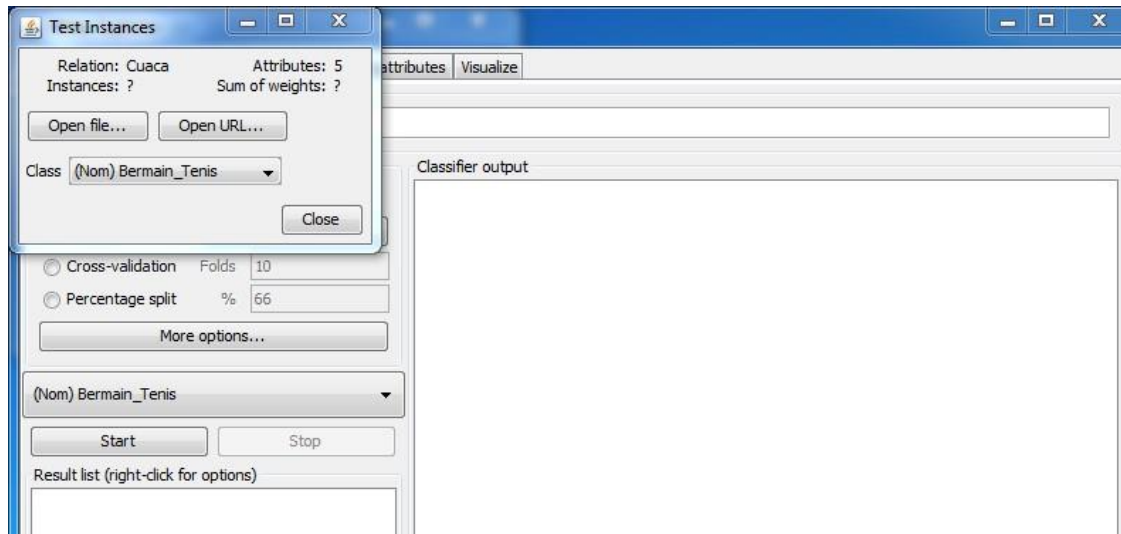 Test Instances
Relation: Cuaca Attributes: 5
Instances: ? Sum of weights: ?
Open file... Open URL...
Class (Nom) Bermain_Tenis
Close
attributes Visualize
Classifier output
Cross-validation Folds 10
Percentage split % 66
More options...
(Nom) Bermain_Tenis
Start Stop
Result list (right-click for options)